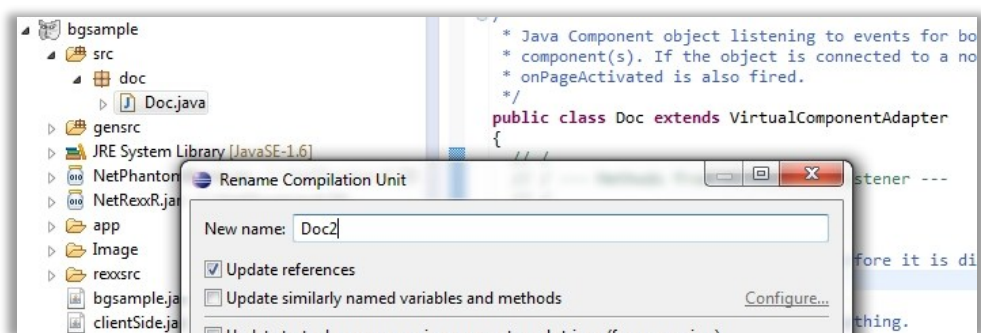 bgsample
src
doc
Doc.java
gensrc
JRE System Library [JavaSE-1.6]
NetPhantom
NetRexxR.jar
app
Image
rexxsrc
bgsample.ja
clientSide.ja
* Java Component object listening to events for bo
* component(s). If the object is connected to a no
* onPageActivated is also fired.
*/
public class Doc extends VirtualComponentAdapter
{
stener ---
fore it is di
thing.
Rename Compilation Unit
New name: Doc2
Update references
Update similarly named variables and methods
Configure...